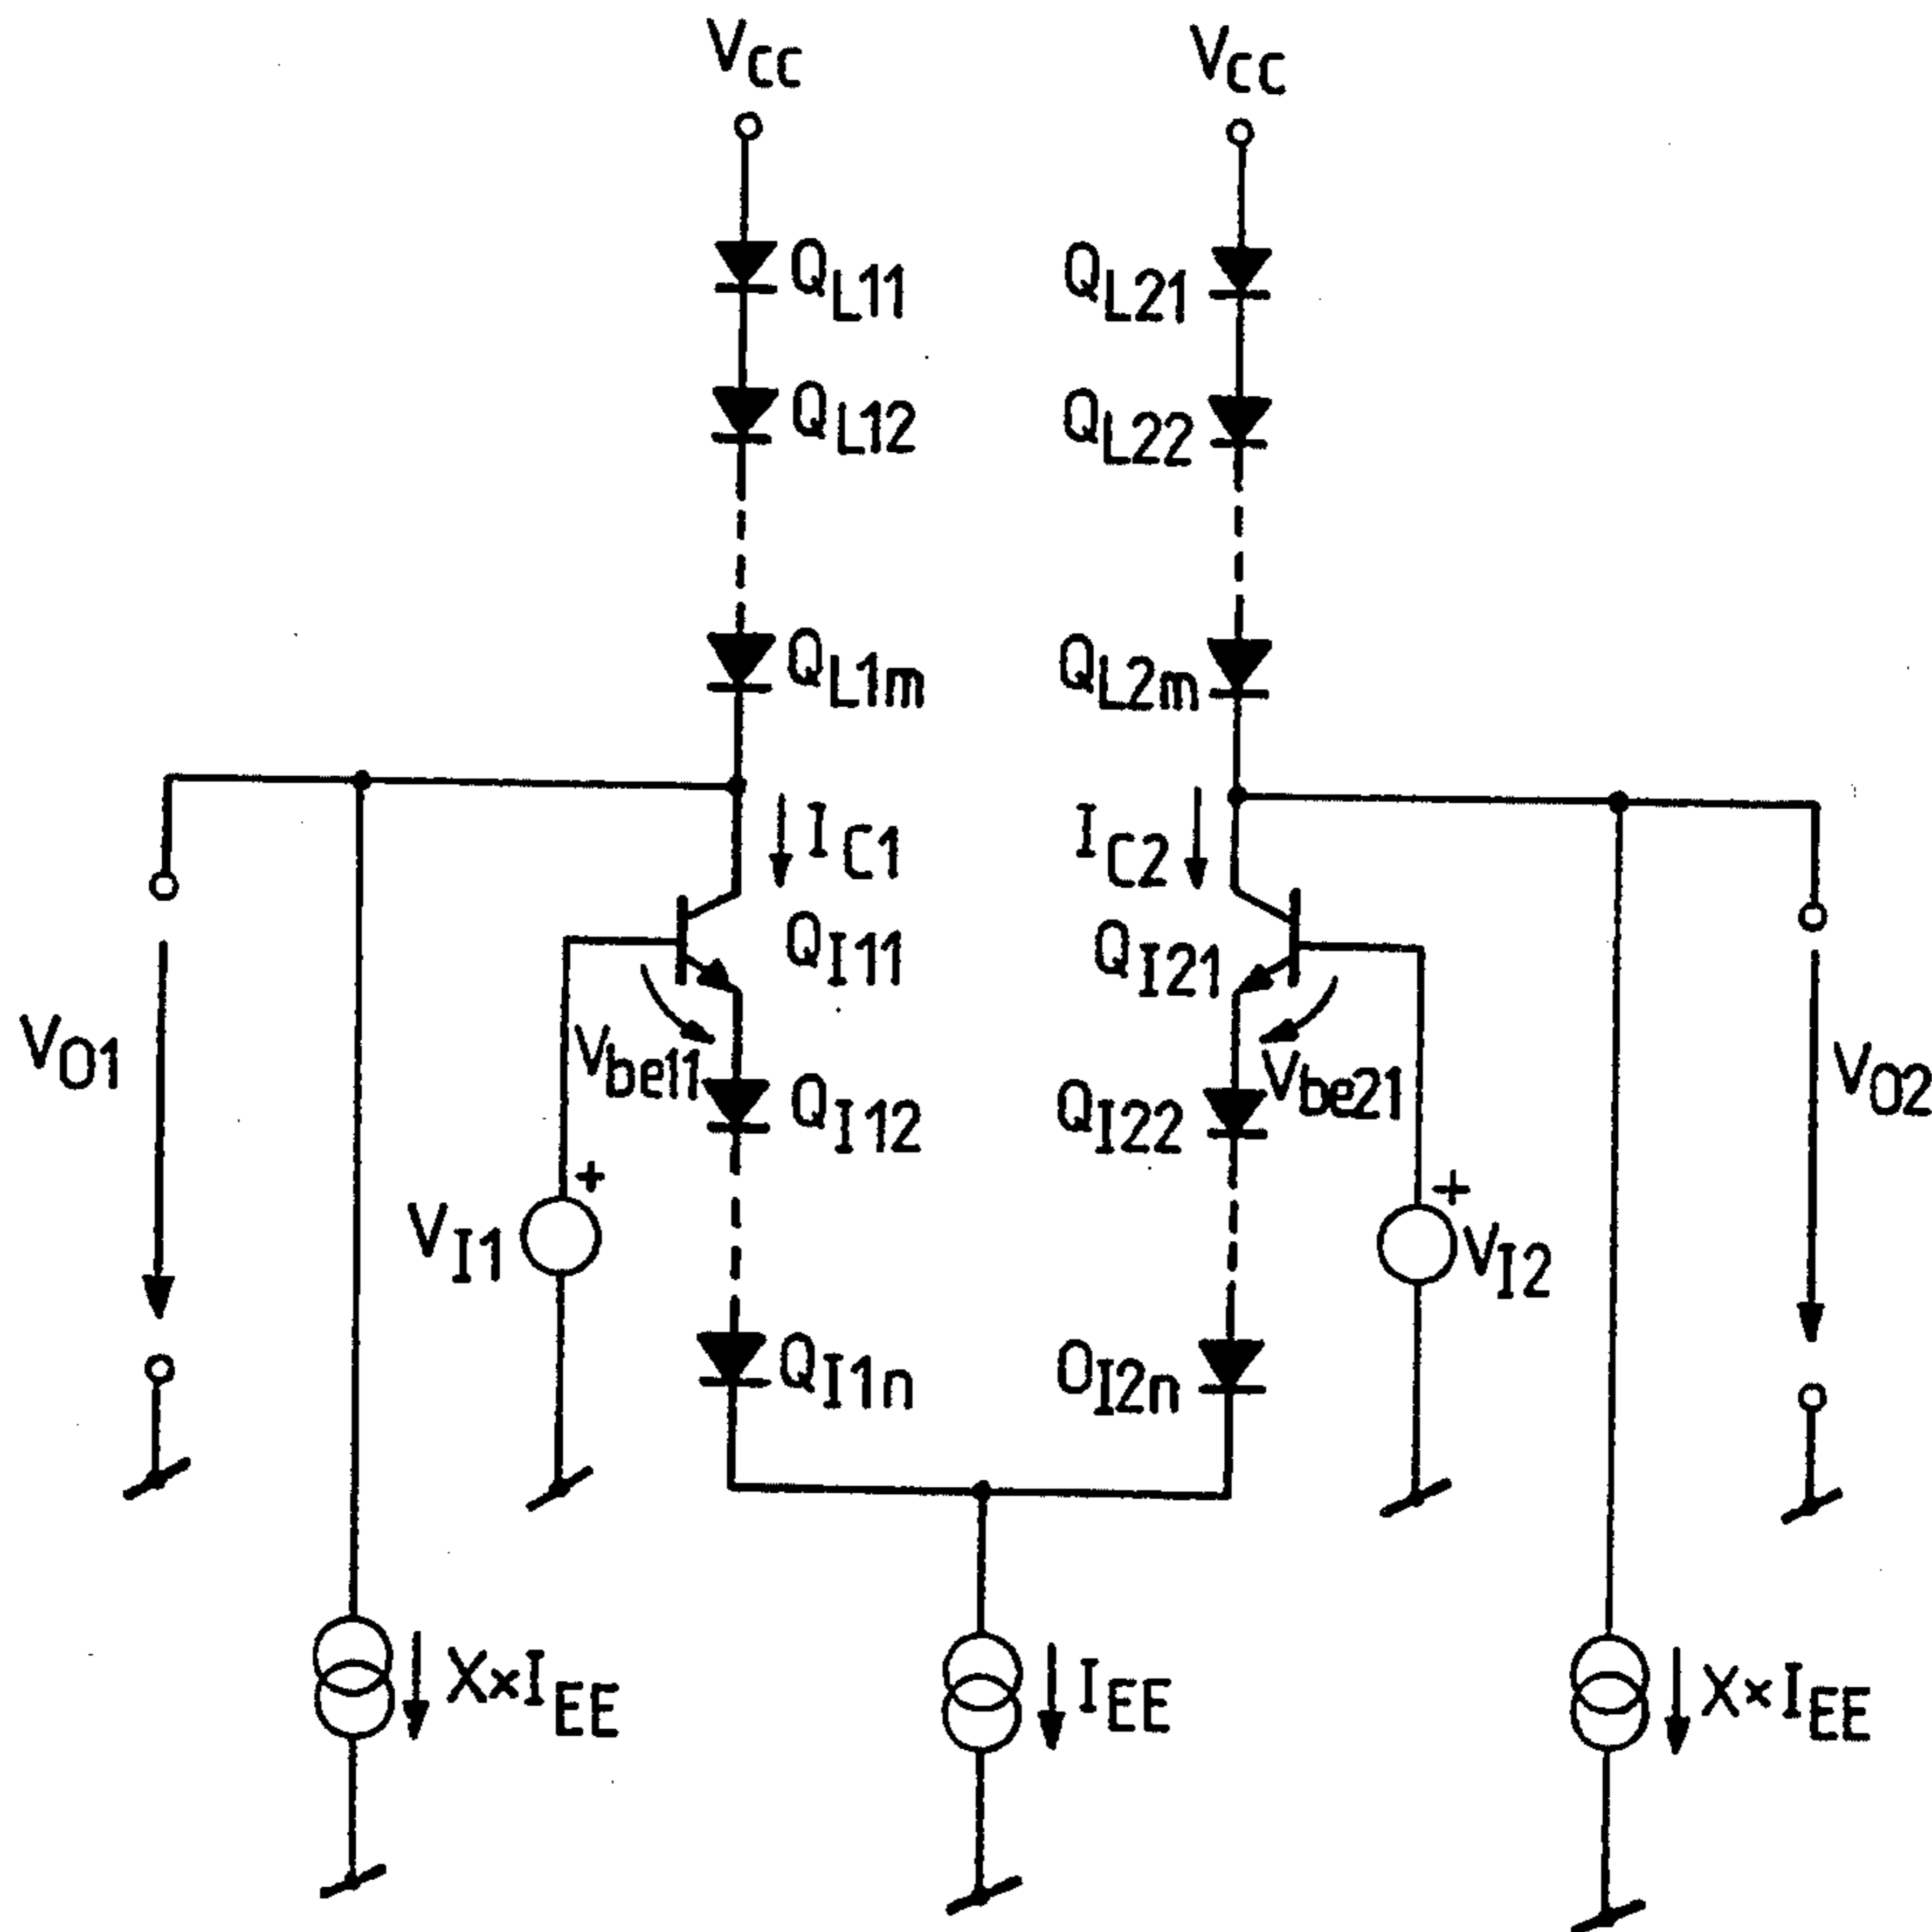 VCC VCC
QL11 QL21
QL12 QL22
QL1m QL2m
IC1 IC2
QI11 QI21
VO1 Vbe11 Vbe21 VO2
QI12 QI22
+ +
VI1 VI2
QI1n OI2n
X×IEE IEE X×IEE